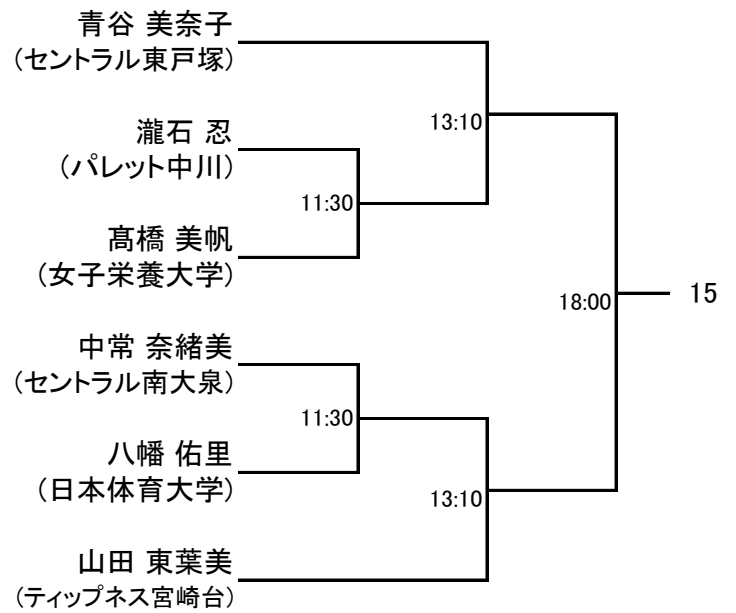 青谷 美奈子
(セントラル東戸塚)
13:10
瀧石 忍
(パレット中川)
11:30
髙橋 美帆
(女子栄養大学)
18:00
15
中常 奈緒美
(セントラル南大泉)
11:30
八幡 佑里
(日本体育大学)
13:10
山田 東葉美
(ティップネス宮崎台)